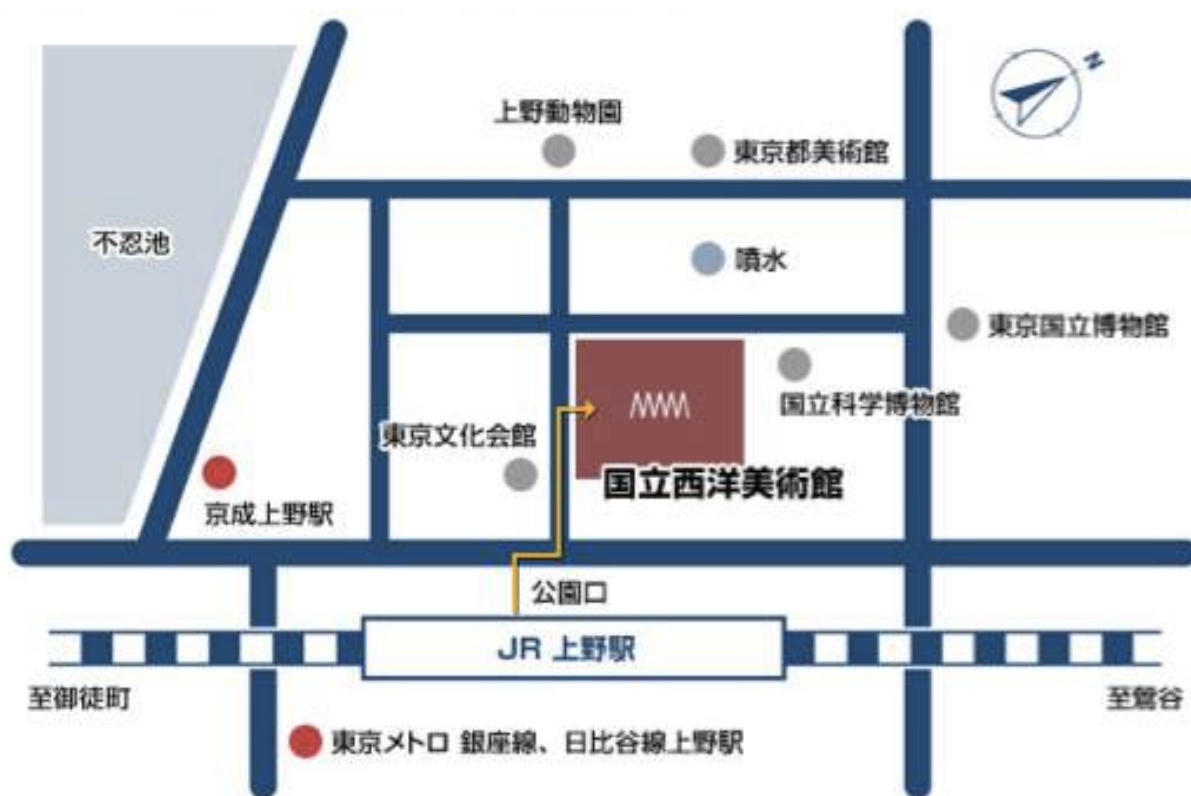 N
上野動物園
東京都美術館
不忍池
噴水
東京国立博物館
国立科学博物館
東京文化会館
国立西洋美術館
京成上野駅
公園口
JR 上野駅
至御徒町
至鶯谷
東京メトロ 銀座線、日比谷線上野駅